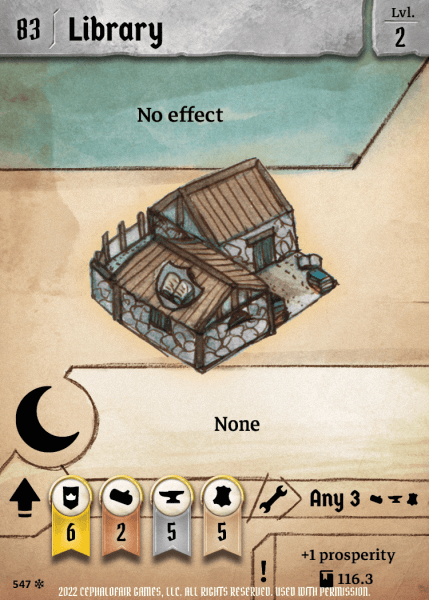 83 Library
Lvl.
2
No effect
None
6 2 5 5 Any 3
! +1 prosperity
116.3
547
2022 CEPHALOFAIR GAMES, LLC. ALL RIGHTS RESERVED. USED WITH PERMISSION.